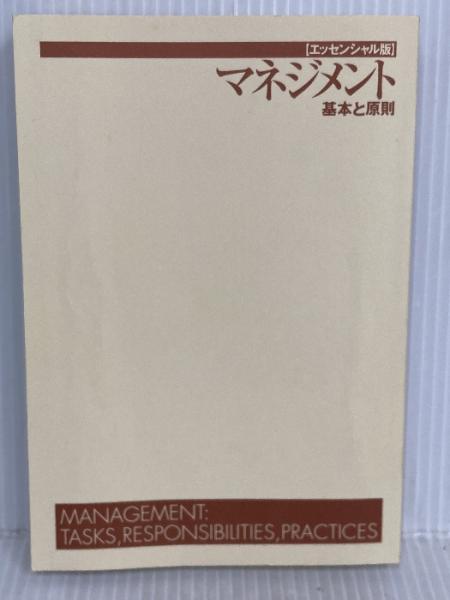 [エッセンシャル版]
マネジメント
基本と原則
MANAGEMENT:
TASKS, RESPONSIBILITIES, PRACTICES